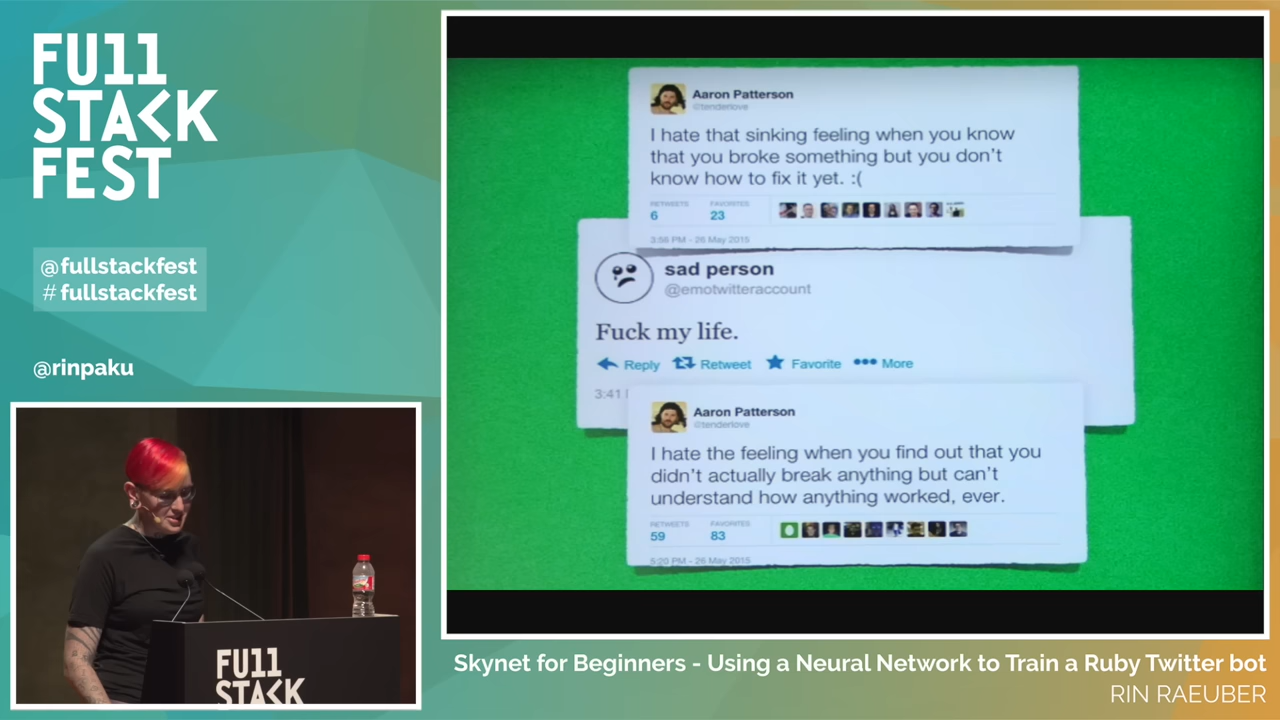 FU11
STACK
FEST
@fullstackfest
# fullstackfest
@rinpaku
FU11
STACK
Aaron Patterson
@tenderlove
I hate that sinking feeling when you know
that you broke something but you don't
know how to fix it yet. :(
RETWEETS FAVORITES
6 23
3:56 PM - 26 May 2015
sad person
@emotwitteraccount
Fuck my life.
Reply Retweet Favorite More
3:41
Aaron Patterson
@tenderlove
I hate the feeling when you find out that you
didn't actually break anything but can't
understand how anything worked, ever.
RETWEETS FAVORITES
59 83
5:20 PM - 26 May 2015
Skynet for Beginners - Using a Neural Network to Train a Ruby Twitter bot
RIN RAEUBER